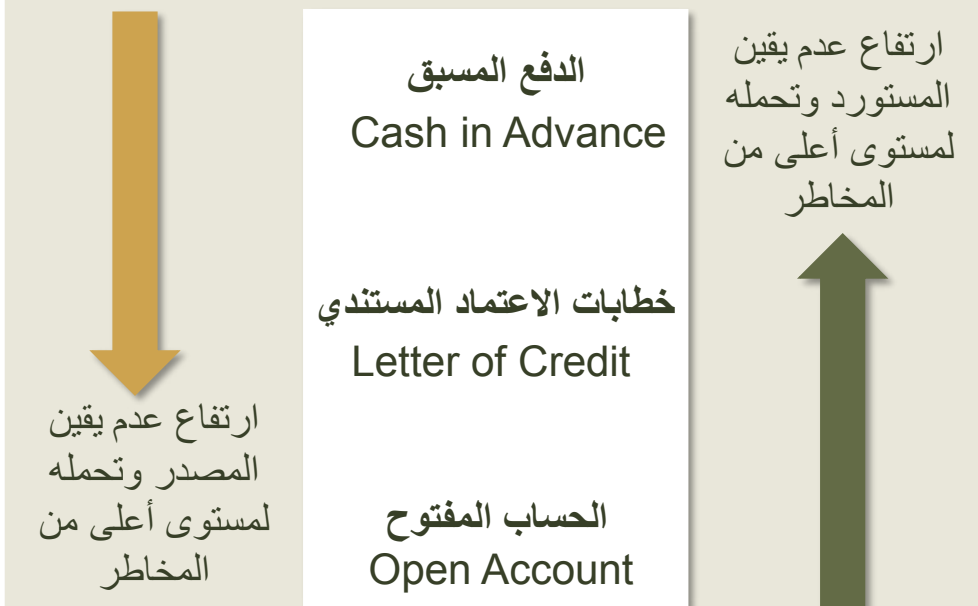 ارتفاع عدم يقين
المستورد وتحمله
لمستوى أعلى من
المخاطر
الدفع المسبق
Cash in Advance
خطابات الاعتماد المستندي
Letter of Credit
الحساب المفتوح
Open Account
ارتفاع عدم يقين
المصدر وتحمله
لمستوى أعلى من
المخاطر